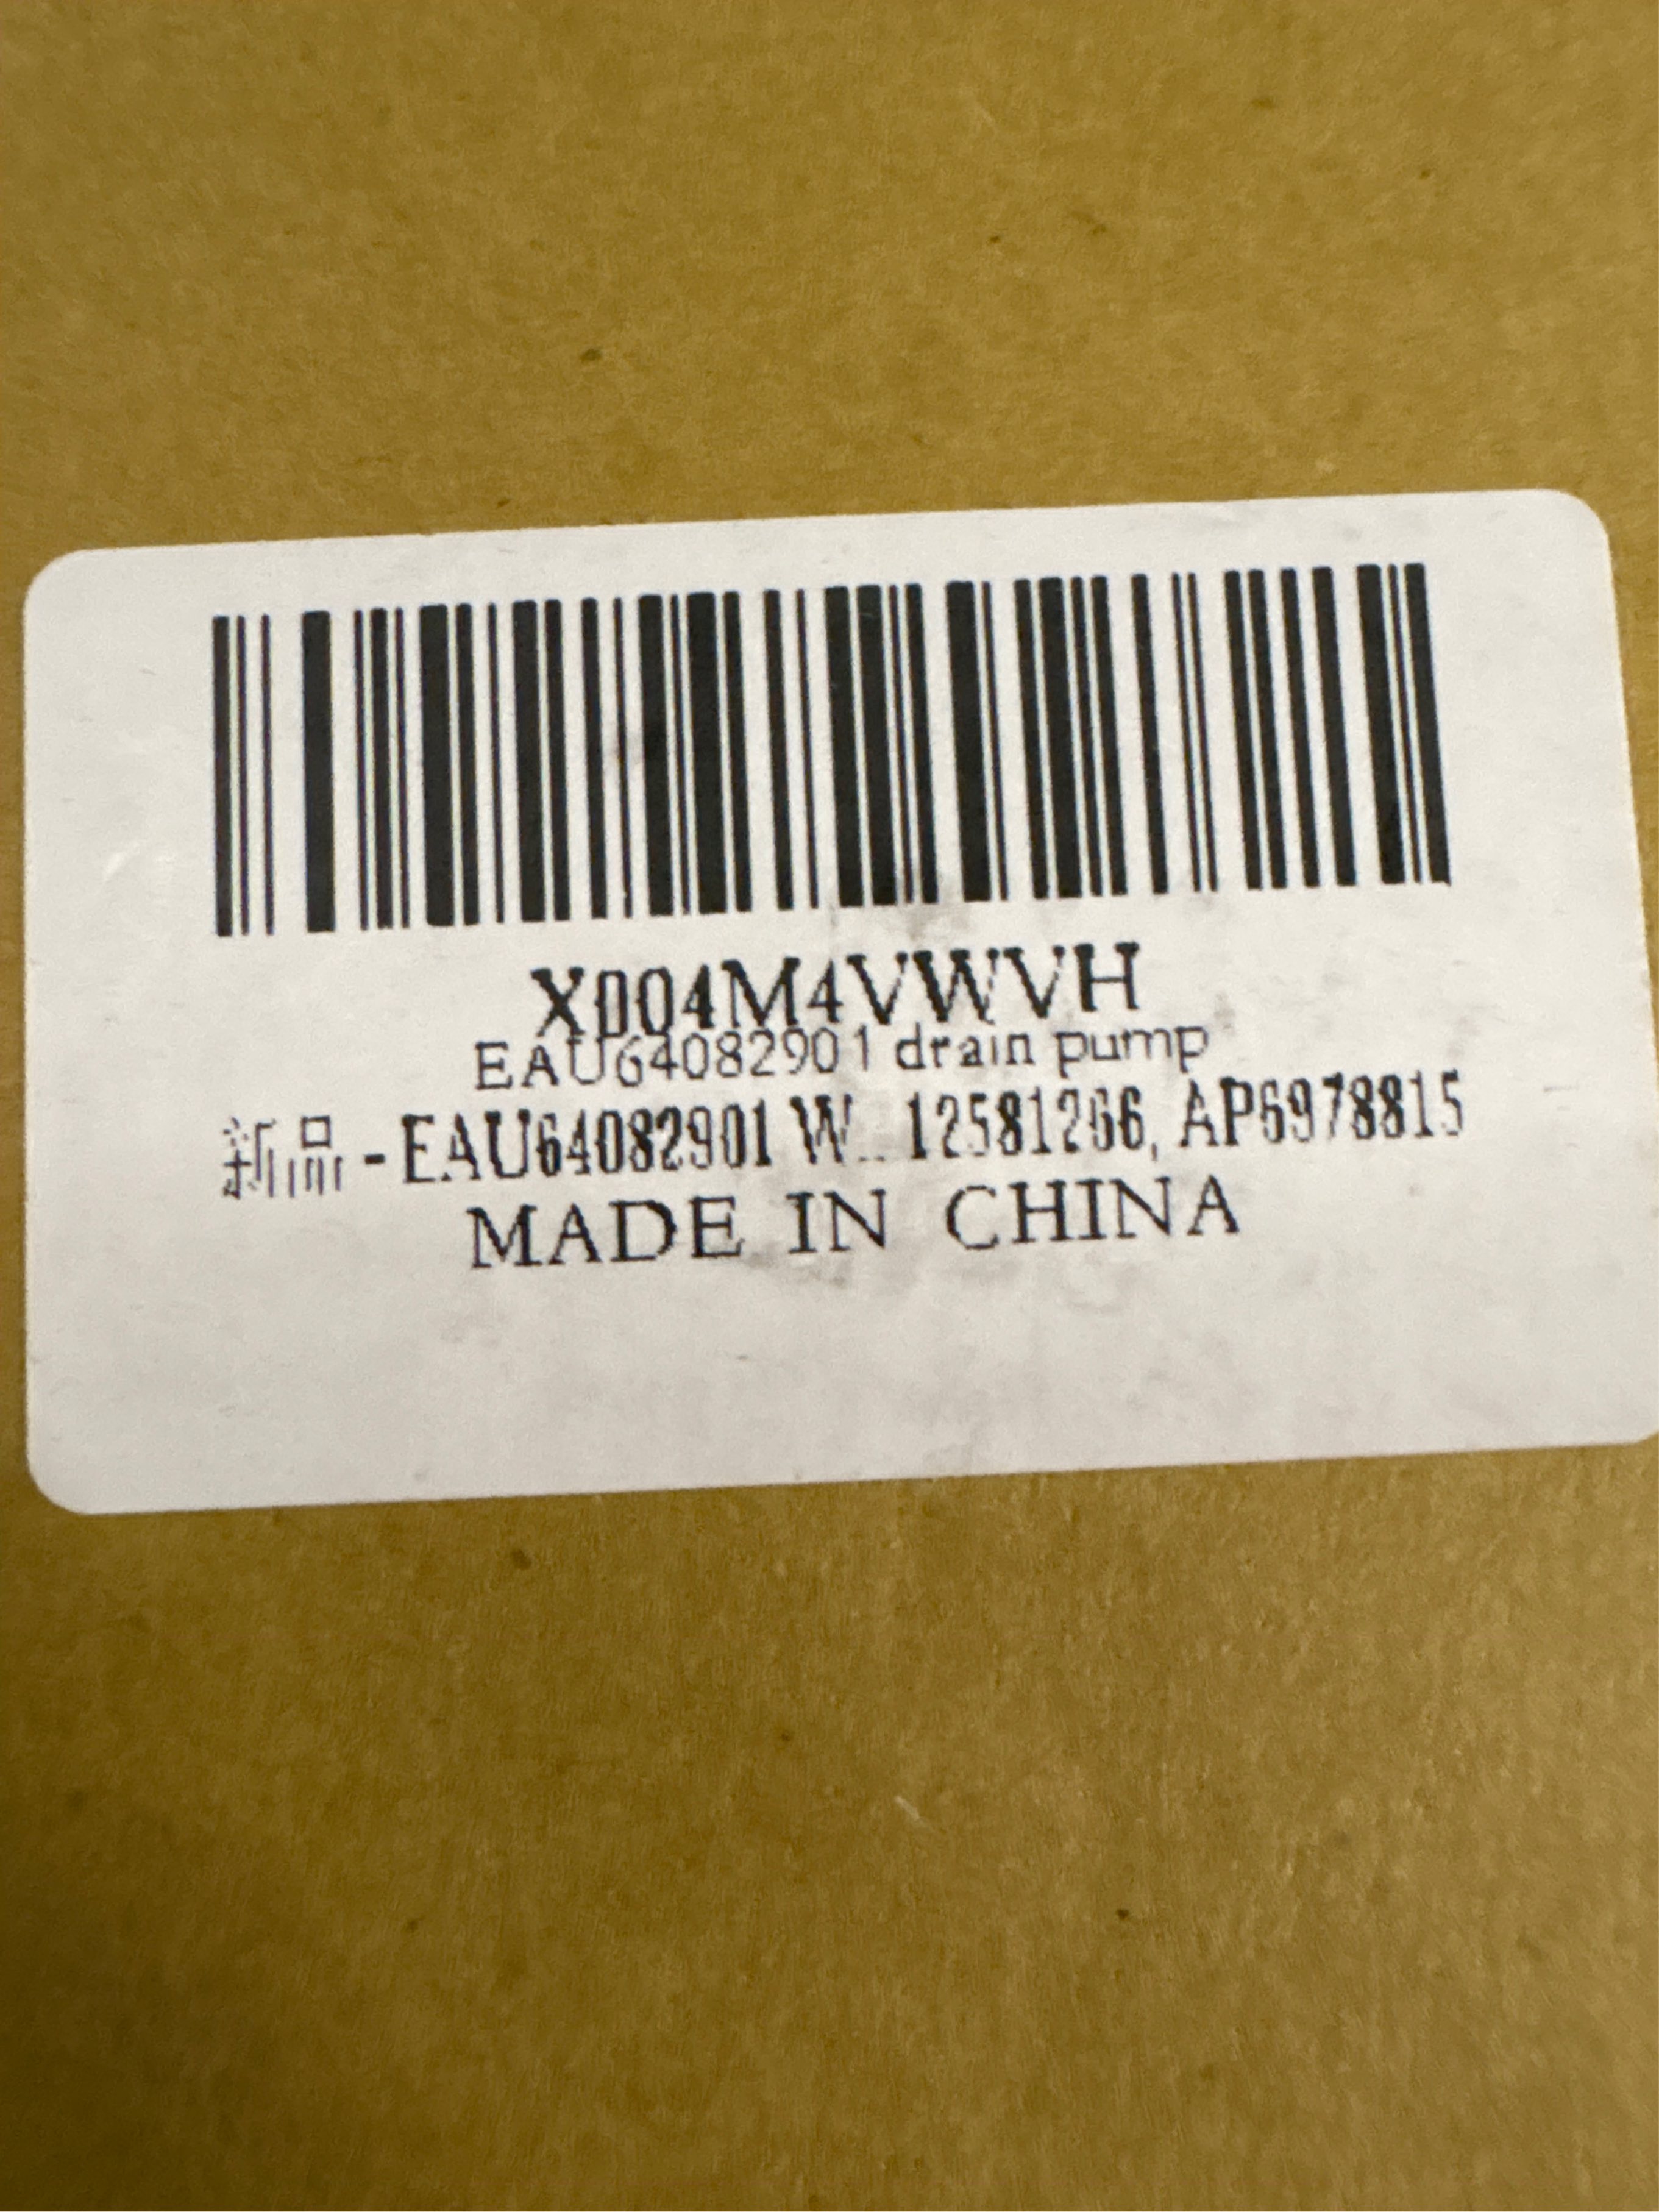 X004M4VWVH
EAU64082901 drain pump
新品 - EAU64082901 W... 12581266, AP6978815
MADE IN CHINA